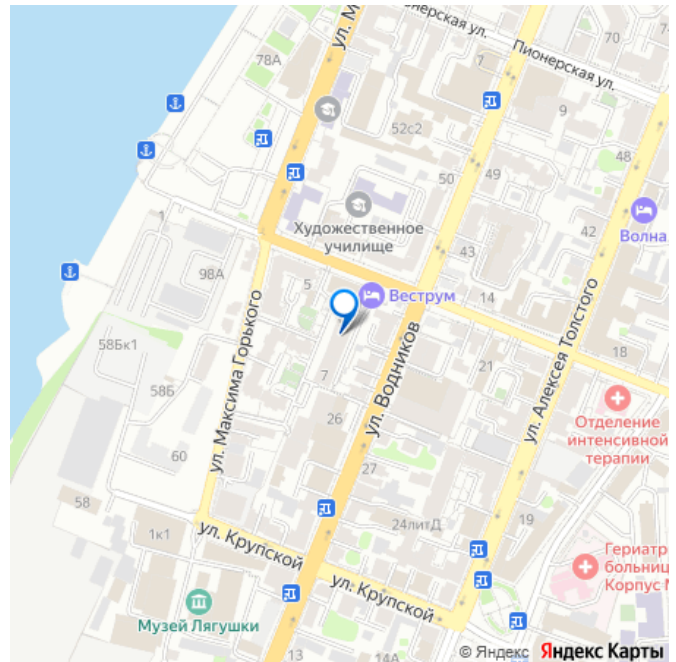 ул. М
Пионерская ул.
Пионерская ул.
70
74
78А
7
9
52с2
48
50
49
Художественное
училище
42
Волна
1
43
98А
5
Веструм
14
ул. Максима Горького
58Бк1
ул. Водников
ул. Алексея Толстого
18
21
7
58Б
26
Отделение
интенсивной
терапии
60
27
58
24литД
19
1к1
ул. Крупской
ул. Крупской
Гериатр
больниц
Корпус
Музей Лягушки
13
14А
© Яндекс Яндекс Карты